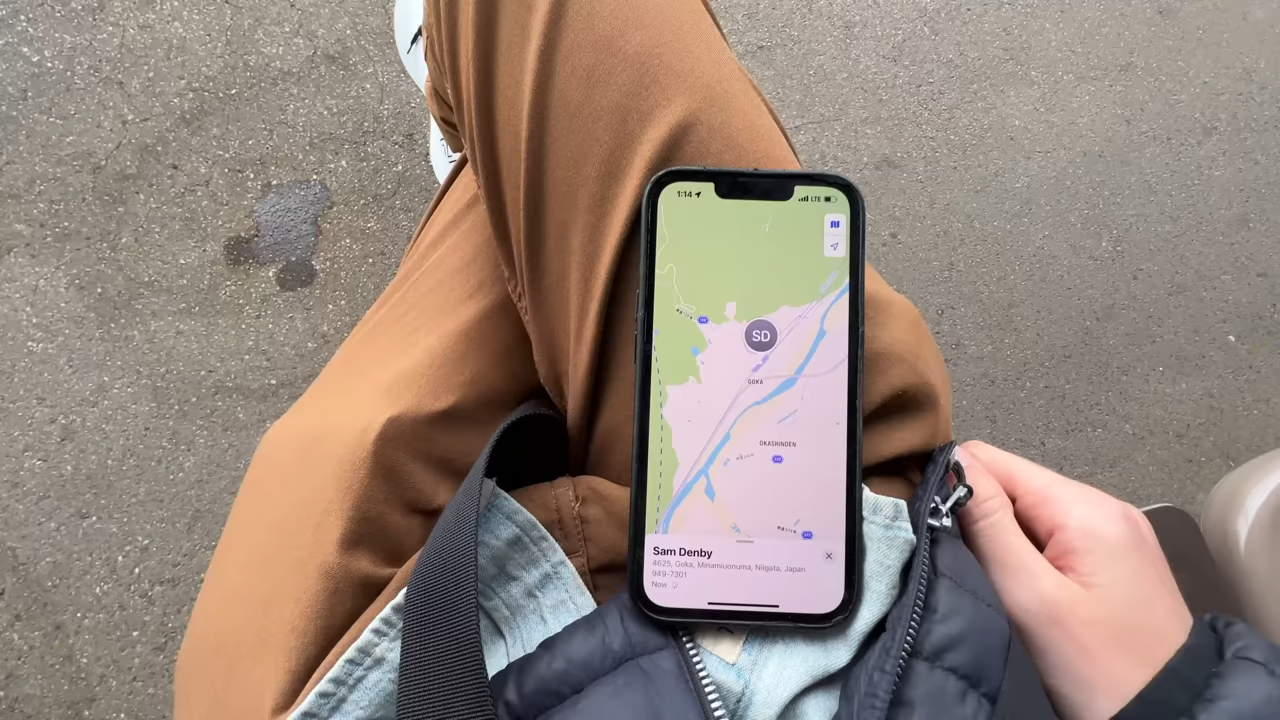 1:14
LTE
SD
GOKA
OKASHINDEN
Sam Denby
4625, Goka, Minamiuonuma, Niigata, Japan
949-7301
Now